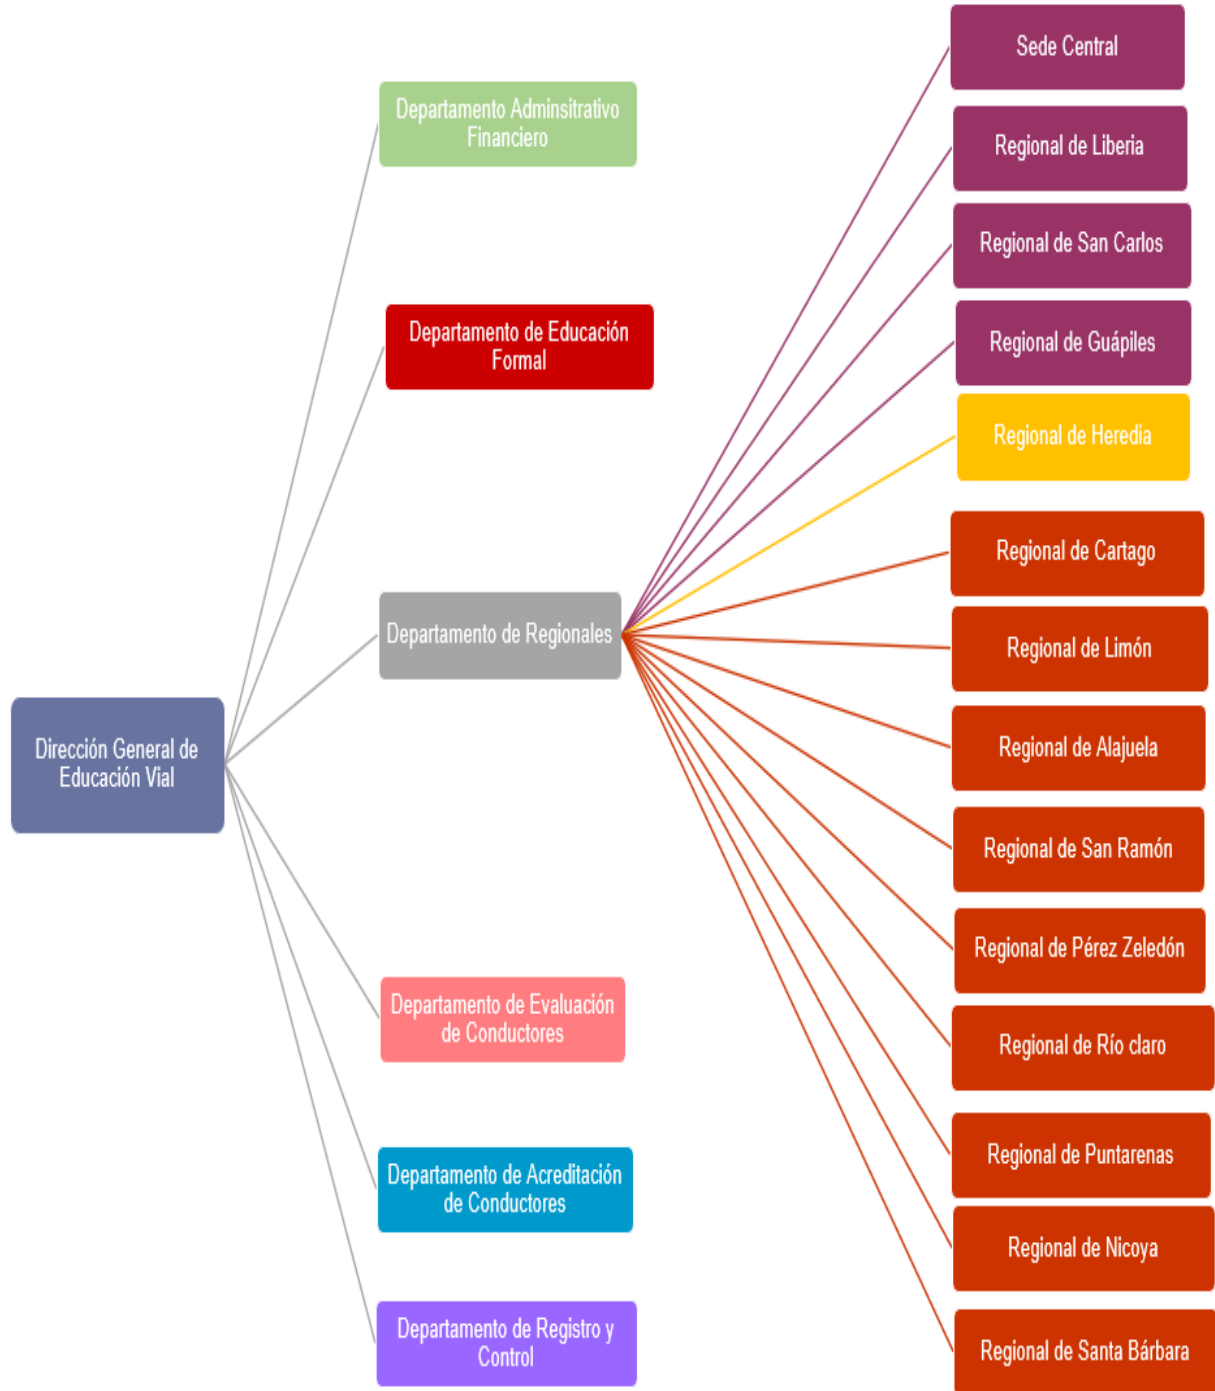 Dirección General de
Educación Vial
Departamento Adminsitrativo
Financiero
Departamento de Educación
Formal
Departamento de Regionales
Departamento de Evaluación
de Conductores
Departamento de Acreditación
de Conductores
Departamento de Registro y
Control
Sede Central
Regional de Liberia
Regional de San Carlos
Regional de Guápiles
Regional de Heredia
Regional de Cartago
Regional de Limón
Regional de Alajuela
Regional de San Ramón
Regional de Pérez Zeledón
Regional de Río claro
Regional de Puntarenas
Regional de Nicoya
Regional de Santa Bárbara